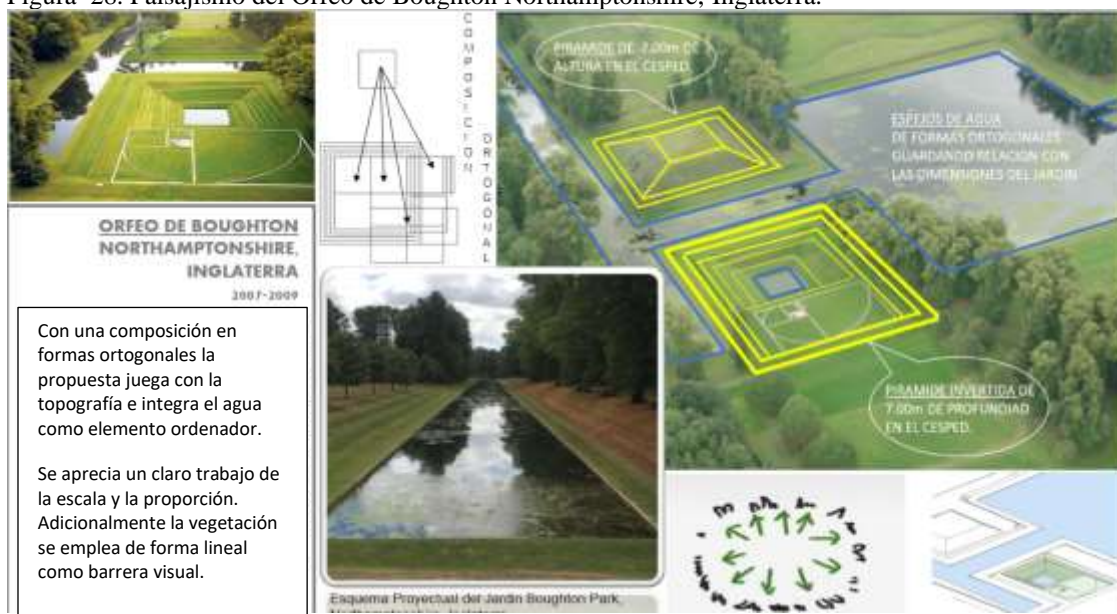 Figura 28. Paisajismo del Orfeo de Boughton Northamptonshire, Inglaterra.
COMPOSICION
ORTOGONAL
PIRAMIDE DE 7.00m DE
ALTURA EN EL CESPED.
ESPEJOS DE AGUA
DE FORMAS ORTOGONALES
GUARDANDO RELACION CON
LAS DIMENSIONES DEL JARDIN
ORFEO DE BOUGHTON
NORTHAMPTONSHIRE,
INGLATERRA
2007-2009
Con una composición en
formas ortogonales la
propuesta juega con la
topografía e integra el agua
como elemento ordenador.
Se aprecia un claro trabajo de
la escala y la proporción.
Adicionalmente la vegetación
se emplea de forma lineal
como barrera visual.
PIRAMIDE INVERTIDA DE
7.00m DE PROFUNDIAD
EN EL CESPED.
Esquema Proyectual del Jardin Boughton Park,
Northamptonshire, Inglaterra